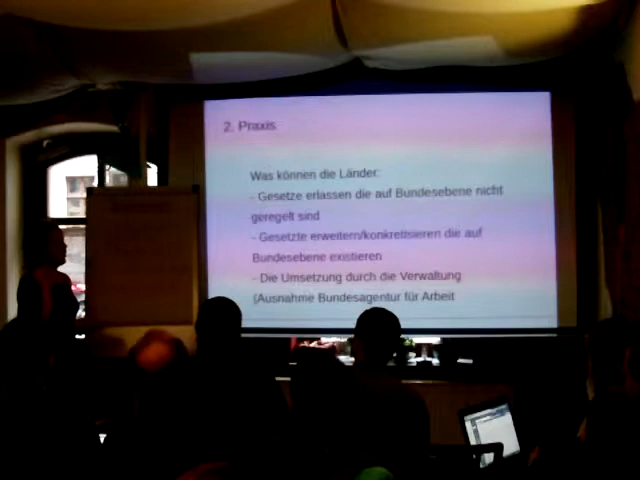 2. Praxis
Was können die Länder:
- Gesetze erlassen die auf Bundesebene nicht
geregelt sind
- Gesetzte erweitern/konkretisieren die auf
Bundesebene existieren
- Die Umsetzung durch die Verwaltung
(Ausnahme Bundesagentur für Arbeit